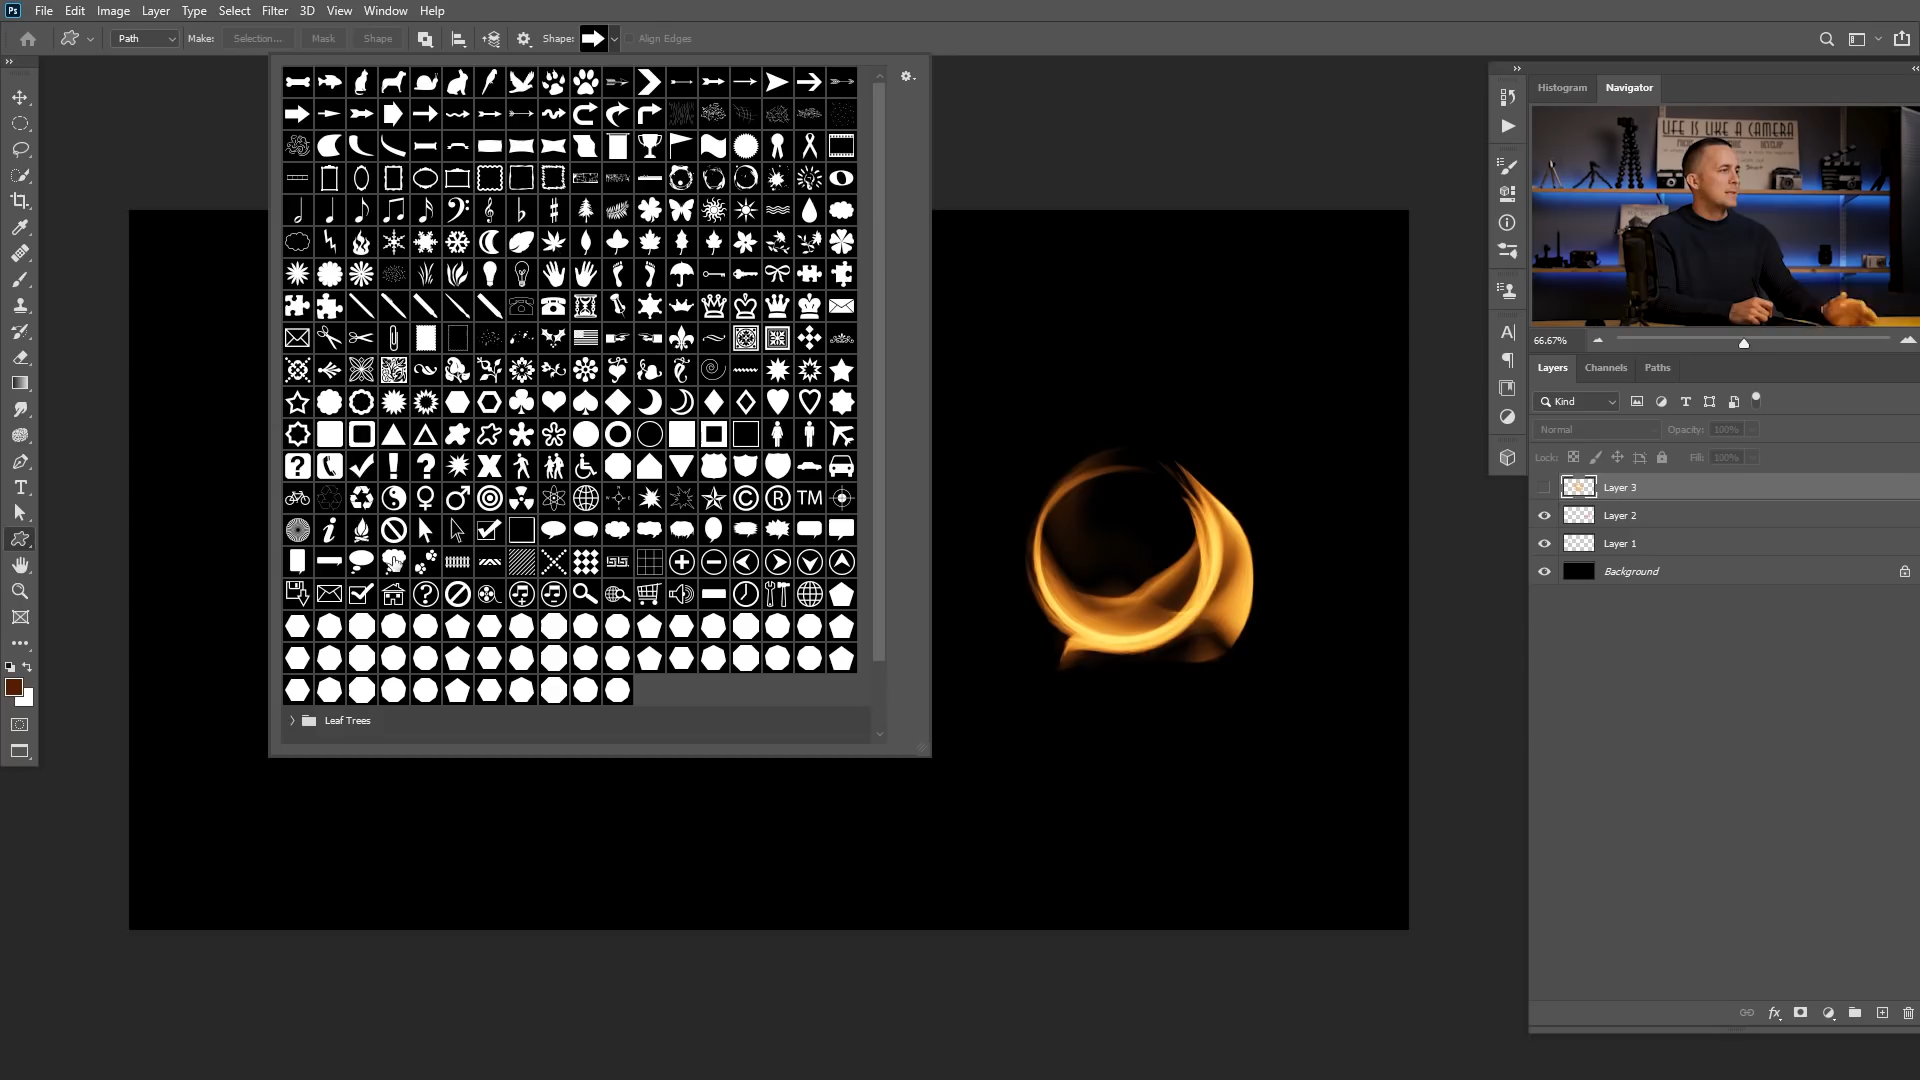 Ps File Edit Image Layer Type Select Filter 3D View Window Help
Path Make: Selection... Mask Shape Shape: Align Edges
Histogram Navigator
LIFE IS LIKE A CAMERA
66.67%
Layers Channels Paths
Kind
Normal Opacity: 100%
Lock: Fill: 100%
Layer 3
Layer 2
Layer 1
Background
TM
Leaf Trees
fx